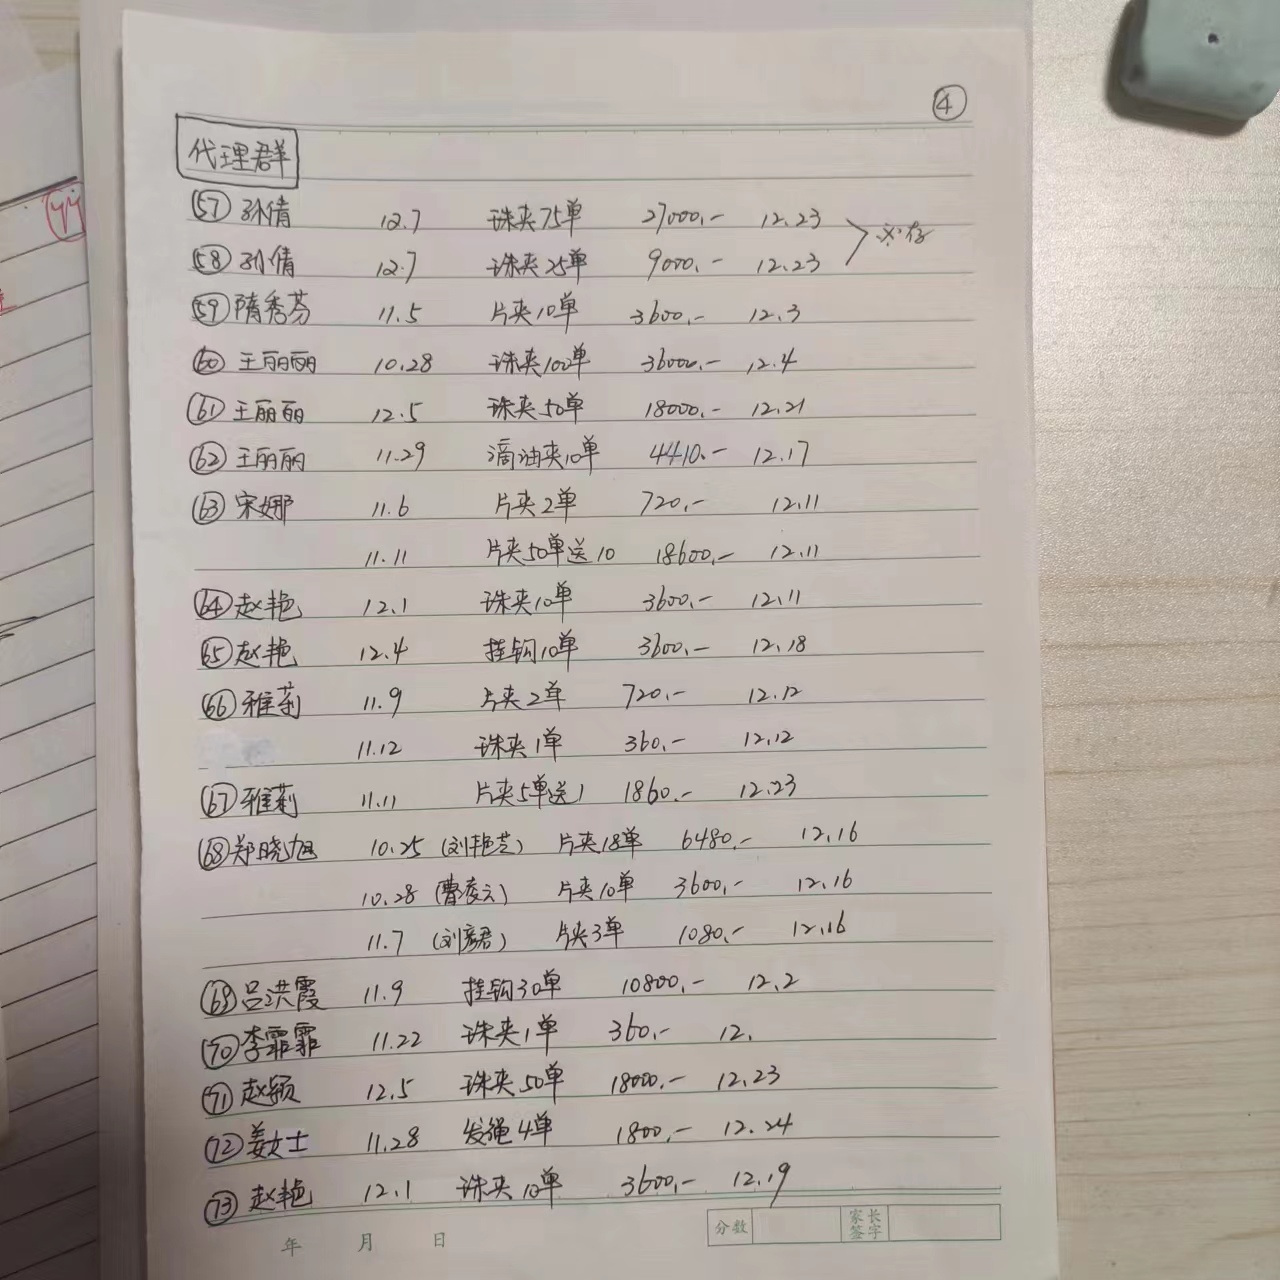 ④
代理群
57 孙倩 12.7 珠夹75单 27000.- 12.23
58 孙倩 12.7 珠夹25单 9000.- 12.23
59 隋秀芬 11.5 片夹10单 3600.- 12.3
60 王丽丽 10.28 珠夹100单 36000.- 12.4
61 王丽丽 12.5 珠夹50单 18000.- 12.21
62 王丽丽 11.29 滴油夹10单 4410.- 12.17
63 宋娜 11.6 片夹2单 720.- 12.11
11.11 片夹50单送10 18600.- 12.11
64 赵艳 12.1 珠夹10单 3600.- 12.11
65 赵艳 12.4 挂钩10单 3600.- 12.18
66 雅莉 11.9 片夹2单 720.- 12.12
11.12 珠夹1单 360.- 12.12
67 雅莉 11.11 片夹5单送1 1860.- 12.23
68 郑晓旭 10.25 (刘艳芝) 片夹18单 6480.- 12.16
10.28 (曹凌云) 片夹10单 3600.- 12.16
11.7 (刘彦君) 片夹3单 1080.- 12.16
69 吕洪霞 11.9 挂钩30单 10800.- 12.2
70 李霏霏 11.22 珠夹1单 360.- 12.
71 赵颖 12.5 珠夹50单 18000.- 12.23
72 姜女士 11.28 发绳4单 1800.- 12.24
73 赵艳 12.1 珠夹10单 3600.- 12.19
分数 家长签字
年 月 日